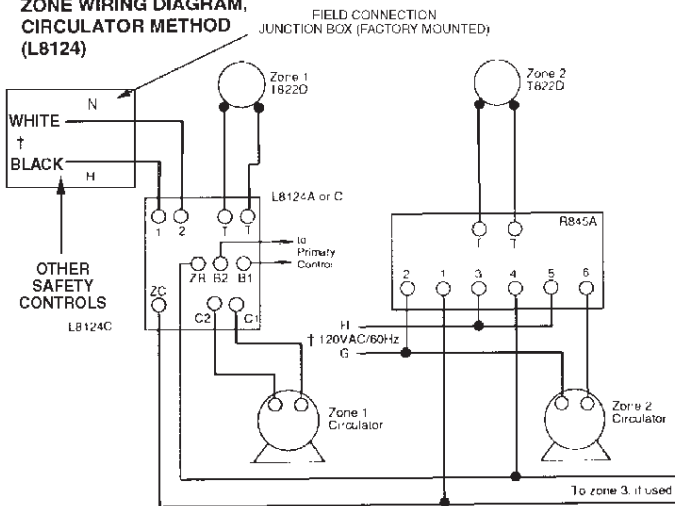 ZONE WIRING DIAGRAM,
CIRCULATOR METHOD
(L8124)
FIELD CONNECTION
JUNCTION BOX (FACTORY MOUNTED)
Zone 1
T822D
Zone 2
T822D
N
WHITE
†
BLACK
H
L8124A or C
R845A
1 2 T T
T T
to
Primary
Control
ZR B2 B1
2 1 3 4 5 6
OTHER
SAFETY
CONTROLS
ZC
C2 C1
L8124C
H
† 120VAC/60Hz
G
Zone 1
Circulator
Zone 2
Circulator
To zone 3, if used